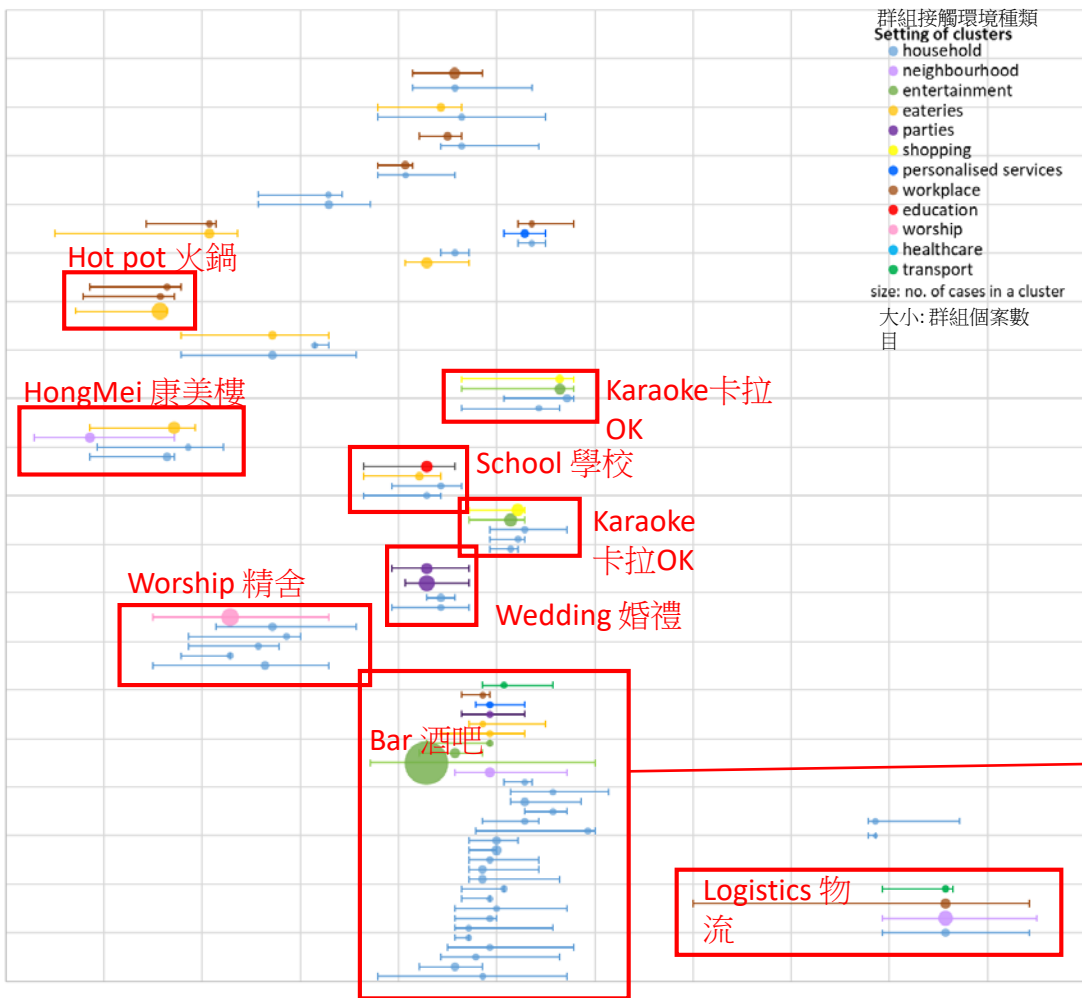 群組接觸環境種類
Setting of clusters
household
neighbourhood
entertainment
eateries
parties
shopping
personalised services
workplace
education
worship
healthcare
transport
size: no. of cases in a cluster
大小: 群組個案數
目
Hot pot 火鍋
HongMei 康美樓
Karaoke卡拉
OK
School 學校
Karaoke
卡拉OK
Worship 精舍
Wedding 婚禮
Bar 酒吧
Logistics 物
流